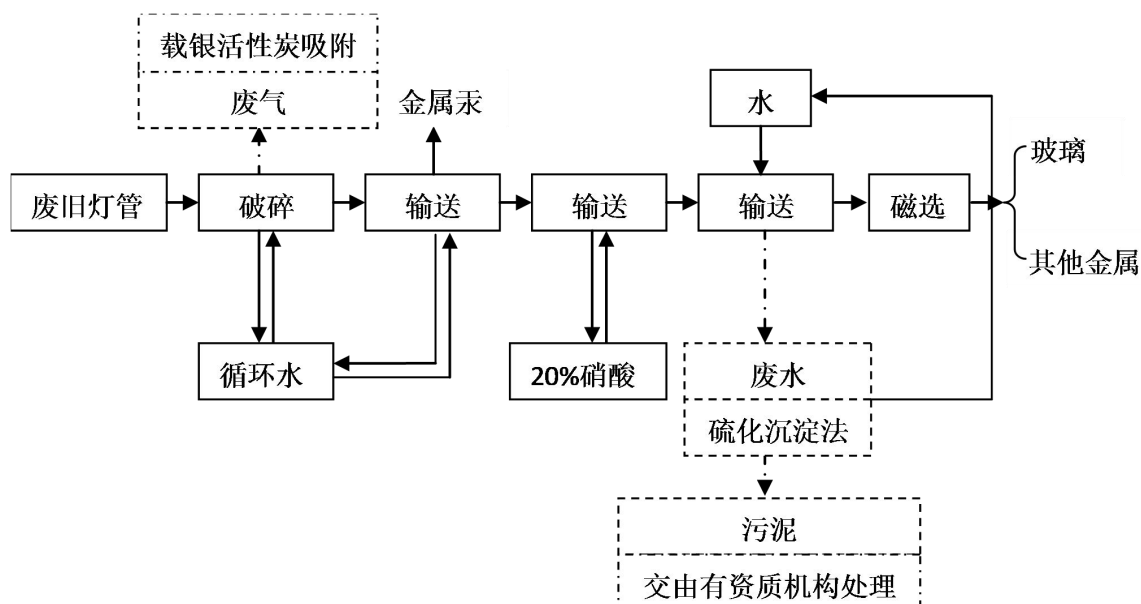 载银活性炭吸附
废气
金属汞
水
玻璃
废旧灯管
破碎
输送
输送
输送
磁选
其他金属
循环水
20%硝酸
废水
硫化沉淀法
污泥
交由有资质机构处理